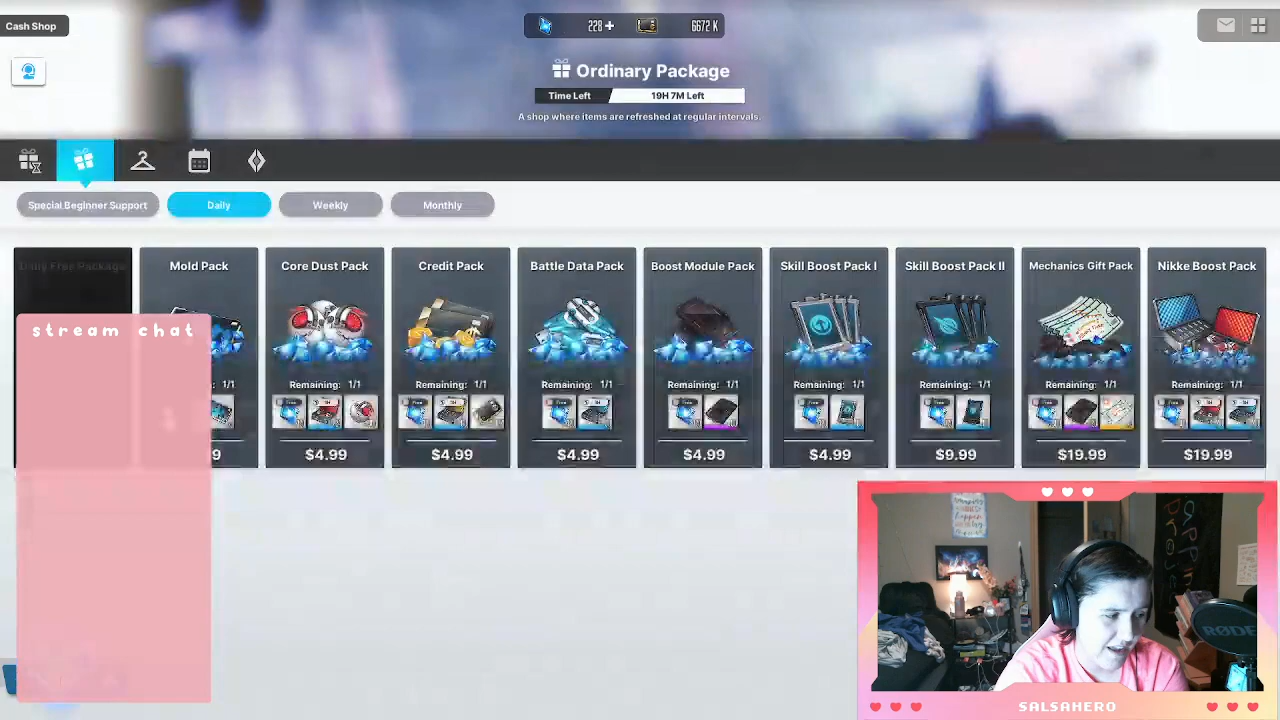 Cash Shop
228 +
6672 K
Ordinary Package
Time Left
19H 7M Left
A shop where items are refreshed at regular intervals.
Special Beginner Support
Daily
Weekly
Monthly
Daily Free Package
Mold Pack
Core Dust Pack
Credit Pack
Battle Data Pack
Boost Module Pack
Skill Boost Pack I
Skill Boost Pack II
Mechanics Gift Pack
Nikke Boost Pack
stream chat
1/1
Remaining: 1/1
Remaining: 1/1
Remaining: 1/1
Remaining: 1/1
Remaining: 1/1
Remaining: 1/1
Remaining: 1/1
Remaining: 1/1
9
$4.99
$4.99
$4.99
$4.99
$4.99
$9.99
$19.99
$19.99
RØDE
SALSAHERO